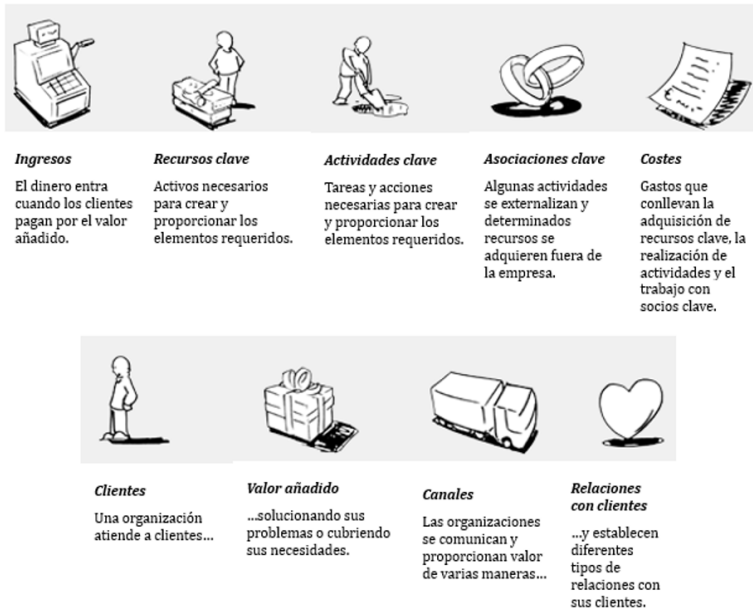 Ingresos
El dinero entra
cuando los clientes
pagan por el valor
añadido.
Recursos clave
Activos necesarios
para crear y
proporcionar los
elementos requeridos.
Actividades clave
Tareas y acciones
necesarias para crear
y proporcionar los
elementos requeridos.
Asociaciones clave
Algunas actividades
se externalizan y
determinados
recursos se
adquieren fuera de
la empresa.
Costes
Gastos que
conllevan la
adquisición de
recursos clave, la
realización de
actividades y el
trabajo con
socios clave.
Clientes
Una organización
atiende a clientes...
Valor añadido
...solucionando sus
problemas o cubriendo
sus necesidades.
Canales
Las organizaciones
se comunican y
proporcionan valor
de varias maneras...
Relaciones
con clientes
...y establecen
diferentes
tipos de
relaciones con
sus clientes.